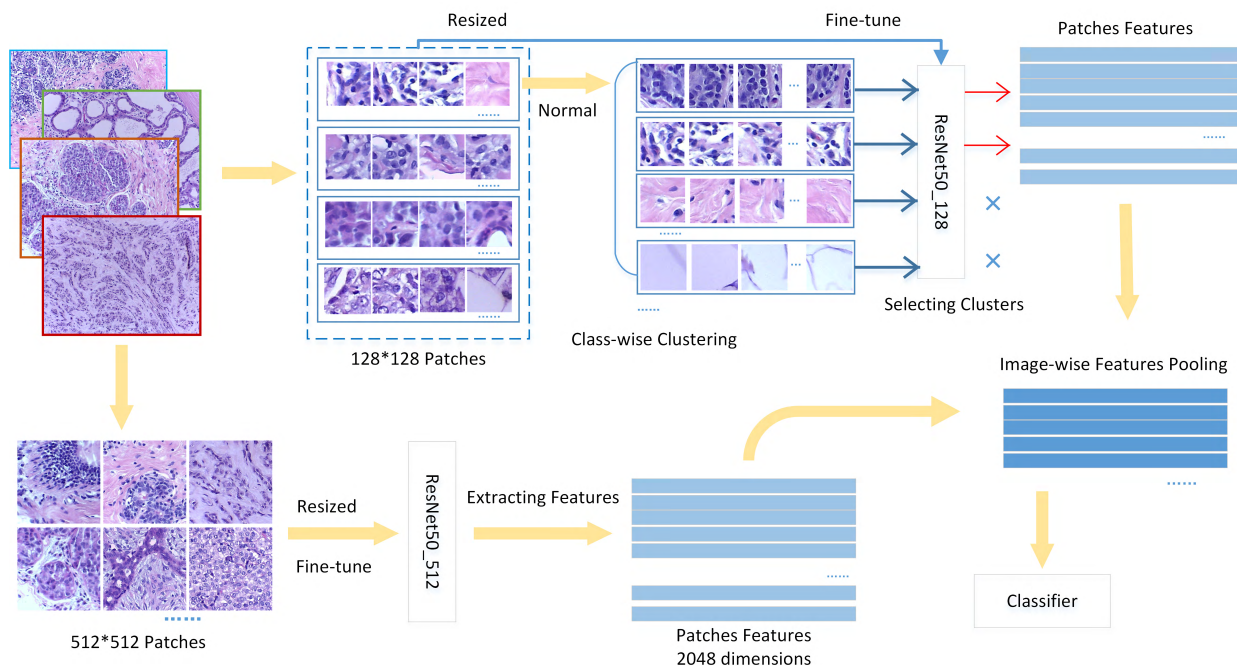 Resized
Fine-tune
Patches Features
Normal
ResNet50_128
Selecting Clusters
Class-wise Clustering
128*128 Patches
Image-wise Features Pooling
Resized
Fine-tune
ResNet50_512
Extracting Features
Classifier
512*512 Patches
Patches Features
2048 dimensions